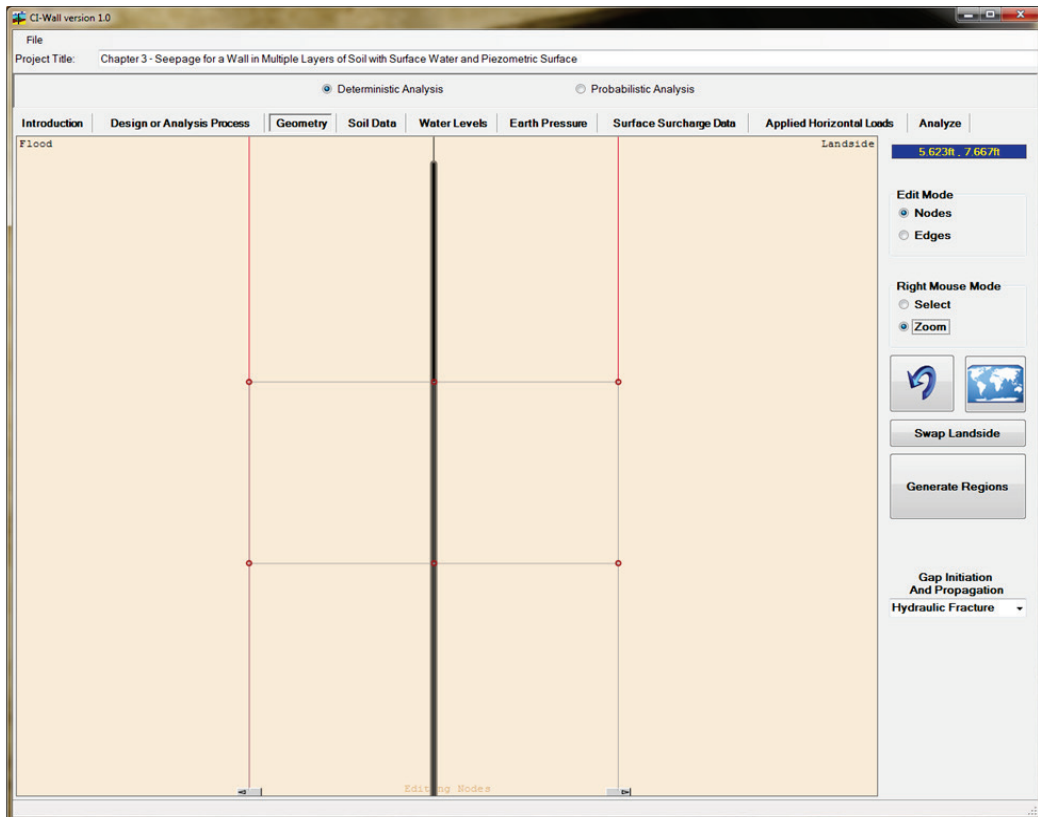 CI-Wall version 1.0
File
Project Title: Chapter 3 - Seepage for a Wall in Multiple Layers of Soil with Surface Water and Piezometric Surface
Deterministic Analysis Probabilistic Analysis
Introduction Design or Analysis Process Geometry Soil Data Water Levels Earth Pressure Surface Surcharge Data Applied Horizontal Loads Analyze
Flood Landside
5.623ft , 7.667ft
Edit Mode
Nodes
Edges
Right Mouse Mode
Select
Zoom
Swap Landside
Generate Regions
Gap Initiation
And Propagation
Hydraulic Fracture
Editing Nodes